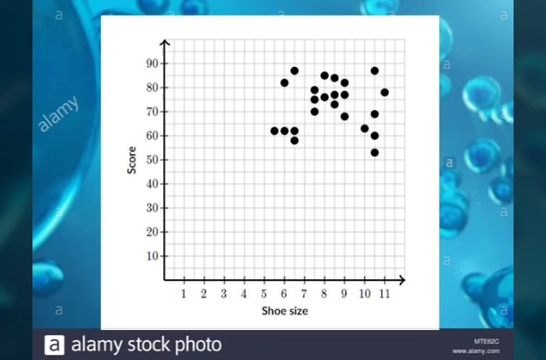 alamy
a
a
a
a
a
a
90
80
70
60
50
40
30
20
10
Score
1 2 3 4 5 6 7 8 9 10 11
Shoe size
a alamy stock photo
MTE62C
www.alamy.com